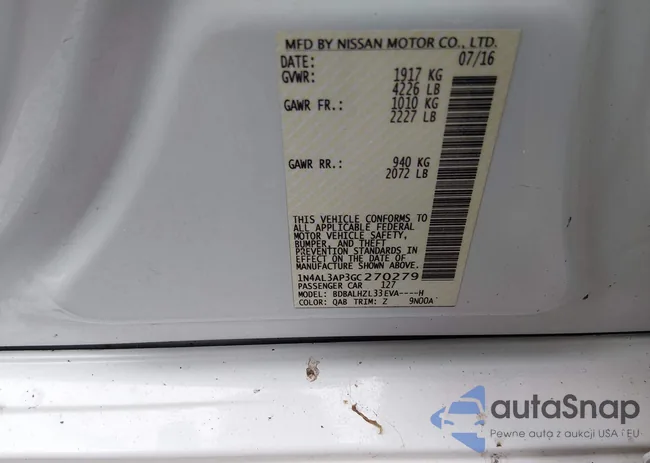 MFD BY NISSAN MOTOR CO., LTD.
DATE: 07/16
GVWR: 1917 KG
4226 LB
GAWR FR.: 1010 KG
2227 LB
GAWR RR.: 940 KG
2072 LB
THIS VEHICLE CONFORMS TO
ALL APPLICABLE FEDERAL
MOTOR VEHICLE SAFETY,
BUMPER, AND THEFT
PREVENTION STANDARDS IN
EFFECT ON THE DATE OF
MANUFACTURE SHOWN ABOVE.
1N4AL3AP3GC270279
PASSENGER CAR 127
MODEL: BDBALHZL33EVA----H
COLOR: QAB TRIM: Z 9N00A
autaSnap
Pewne auta z aukcji USA i EU